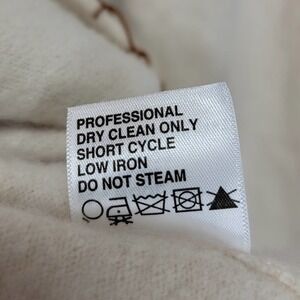 PROFESSIONAL
DRY CLEAN ONLY
SHORT CYCLE
LOW IRON
DO NOT STEAM